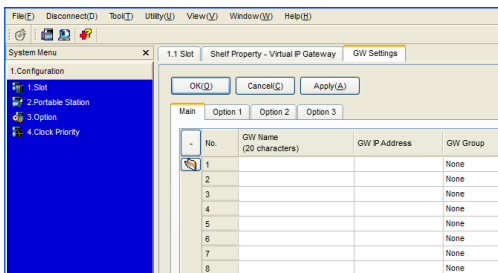 File(F) Disconnect(D) Tool(T) Utility(U) View(V) Window(W) Help(H)
System Menu x
1.Configuration
1.Slot
2.Portable Station
3.Option
4.Clock Priority
1.1 Slot Shelf Property - Virtual IP Gateway GW Settings
OK(O) Cancel(C) Apply(A)
Main Option 1 Option 2 Option 3
- No. GW Name (20 characters) GW IP Address GW Group
1 None
2 None
3 None
4 None
5 None
6 None
7 None
8 None